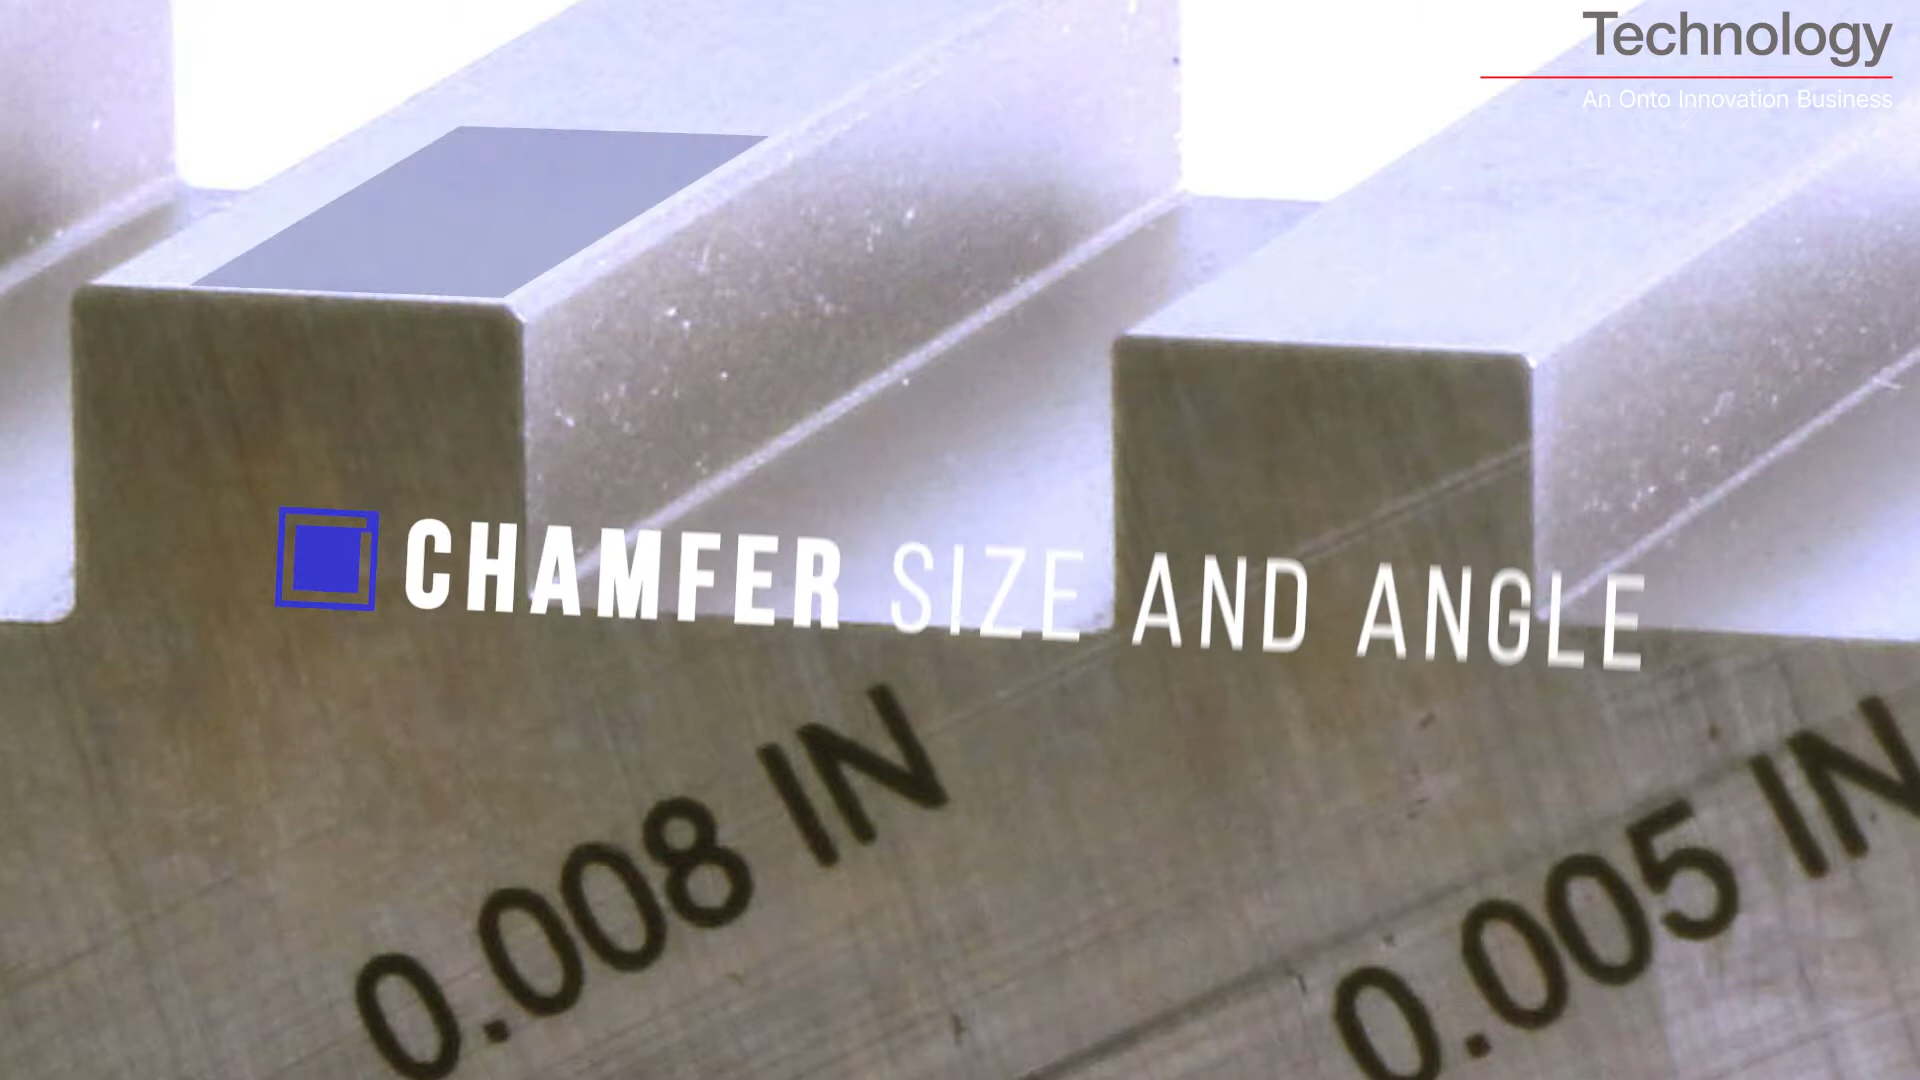 Technology
An Onto Innovation Business
CHAMFER SIZE AND ANGLE
0.008 IN
0.005 IN